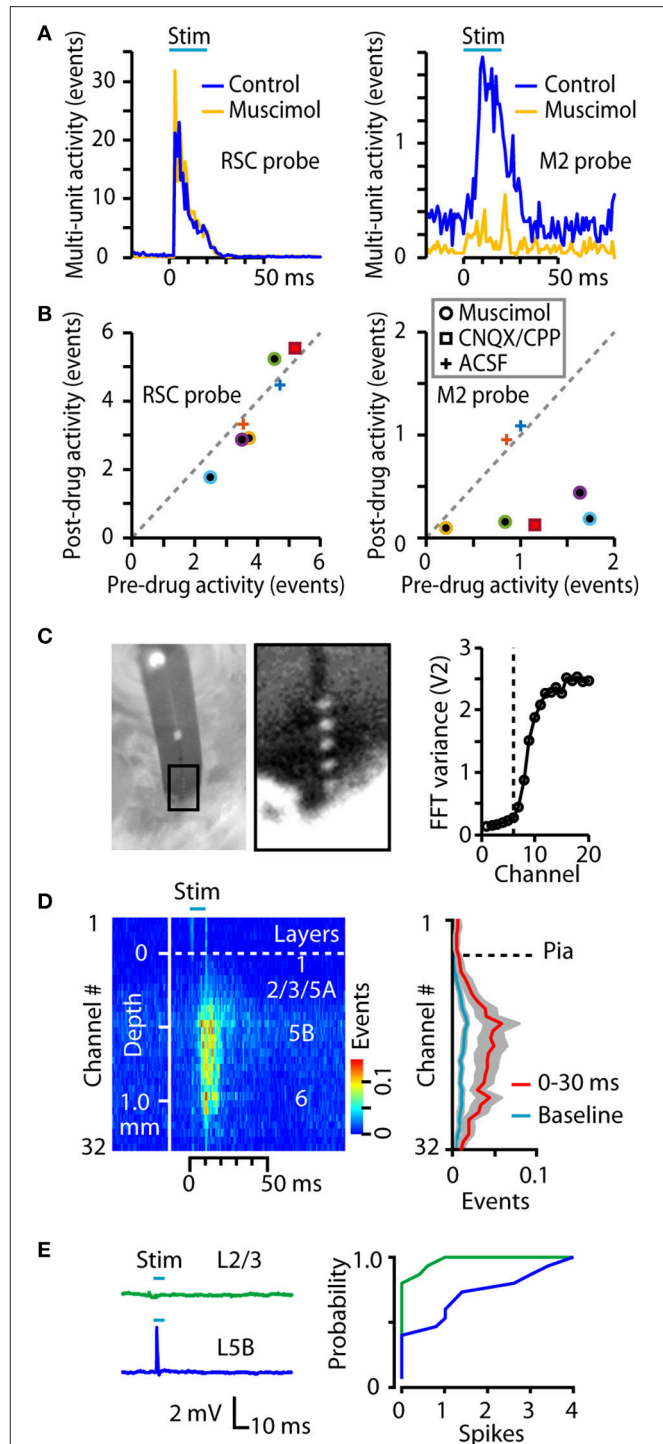 A
Stim
Multi-unit activity (events)
30
20
10
0
Control
Muscimol
RSC probe
0
50 ms
Stim
Multi-unit activity (events)
1
0
Control
Muscimol
M2 probe
0
50 ms
B
Post-drug activity (events)
6
4
2
0
RSC probe
0
2
4
6
Pre-drug activity (events)
Muscimol
CNQX/CPP
ACSF
Post-drug activity (events)
2
1
0
M2 probe
0
1
2
Pre-drug activity (events)
C
FFT variance (V2)
3
2
1
0
0
10
20
Channel
D
Stim
Channel #
1
32
Depth
0
1.0
mm
Layers
1
2/3/5A
5B
6
Events
0.1
0
0
50 ms
Channel #
1
32
Pia
0-30 ms
Baseline
0
0.1
Events
E
Stim
L2/3
L5B
2 mV
10 ms
Probability
1.0
0
0
1
2
3
4
Spikes